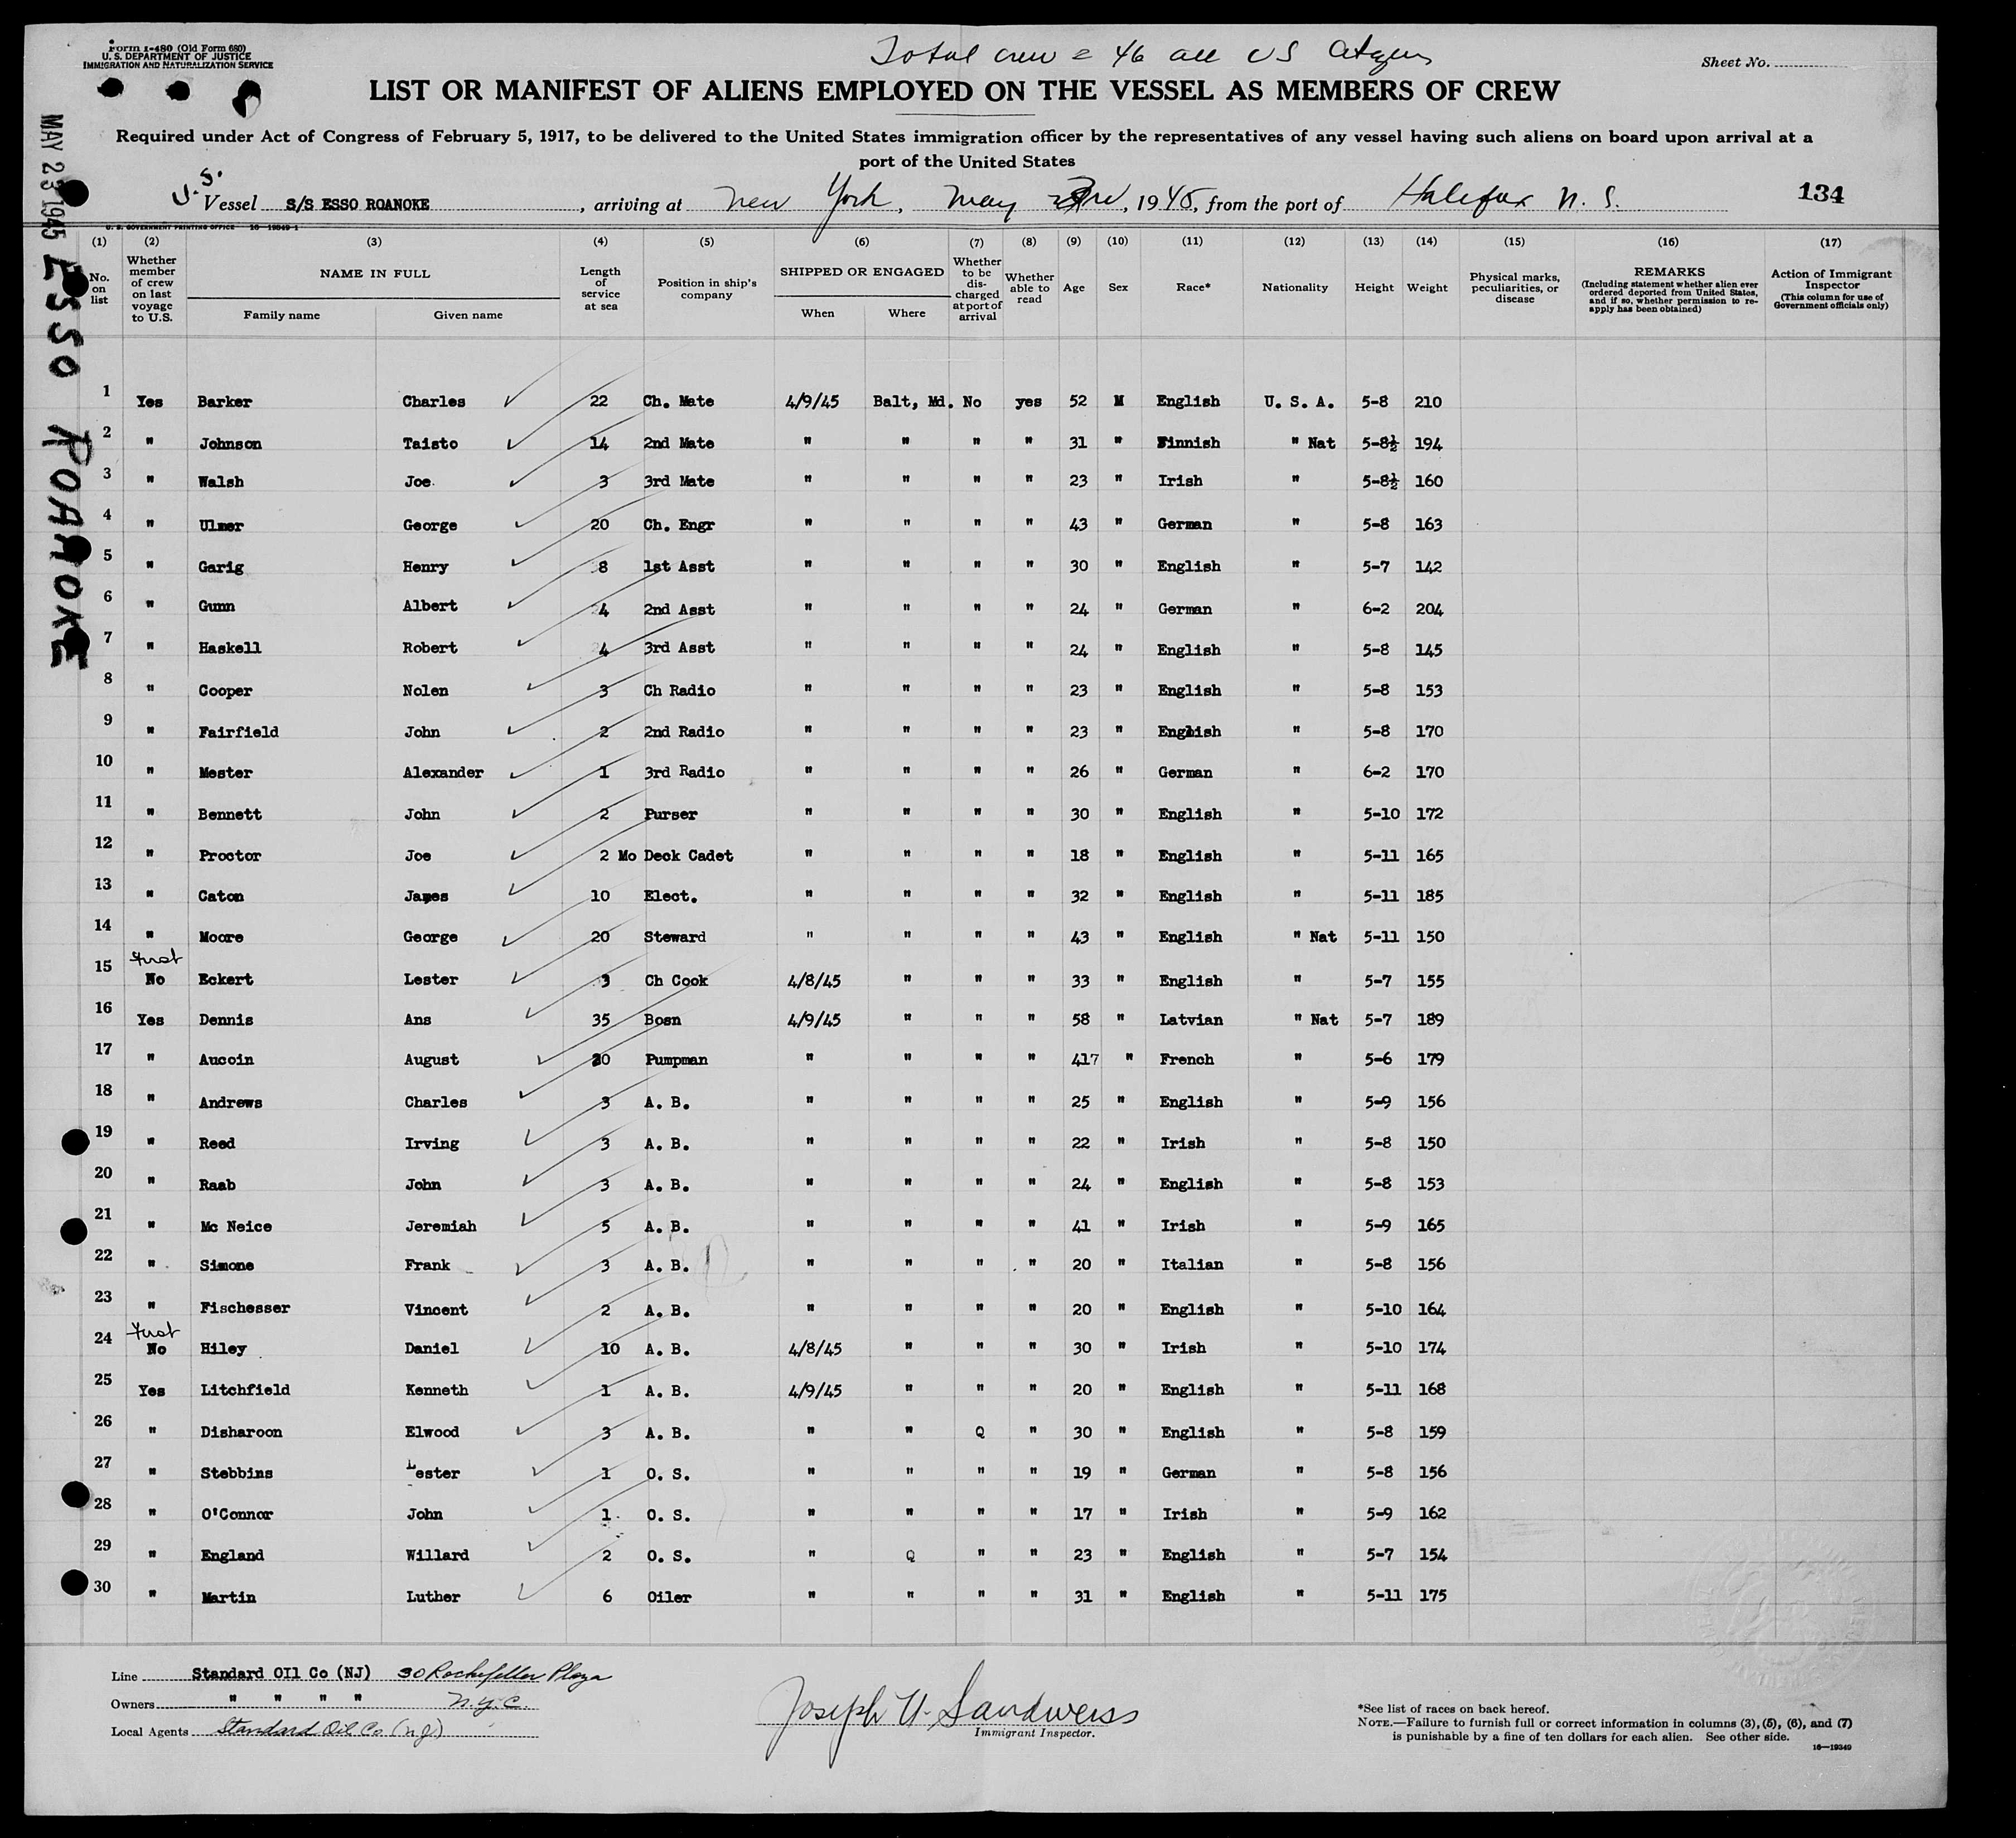 Form I-480 (Old Form 680)
U. S. DEPARTMENT OF JUSTICE
IMMIGRATION AND NATURALIZATION SERVICE
Total crew = 46 all US Citizens
Sheet No.
LIST OR MANIFEST OF ALIENS EMPLOYED ON THE VESSEL AS MEMBERS OF CREW
Required under Act of Congress of February 5, 1917, to be delivered to the United States immigration officer by the representatives of any vessel having such aliens on board upon arrival at a
port of the United States
U.S. Vessel S/S ESSO ROANOKE, arriving at New York, May 23rd, 1945, from the port of Halifax N. S. 134
MAY 23 1945 ESSO ROANOKE
U. S. GOVERNMENT PRINTING OFFICE 16-19349-1
(1) (2) (3) (4) (5) (6) (7) (8) (9) (10) (11) (12) (13) (14) (15) (16) (17)
No. on list
Whether member of crew on last voyage to U.S.
NAME IN FULL
Family name Given name
Length of service at sea
Position in ship's company
SHIPPED OR ENGAGED
When Where
Whether to be discharged at port of arrival
Whether able to read
Age
Sex
Race*
Nationality
Height
Weight
Physical marks, peculiarities, or disease
REMARKS
(Including statement whether alien ever ordered deported from United States, and if so, whether permission to re-apply has been obtained)
Action of Immigrant Inspector
(This column for use of Government officials only)
1 Yes Barker Charles 22 Ch. Mate 4/9/45 Balt, Md. No yes 52 M English U. S. A. 5-8 210
2 " Johnson Taisto 14 2nd Mate " " " " 31 " Finnish " Nat 5-8½ 194
3 " Walsh Joe 3 3rd Mate " " " " 23 " Irish " 5-8½ 160
4 " Ulmer George 20 Ch. Engr " " " " 43 " German " 5-8 163
5 " Garig Henry 8 1st Asst " " " " 30 " English " 5-7 142
6 " Gunn Albert 4 2nd Asst " " " " 24 " German " 6-2 204
7 " Haskell Robert 4 3rd Asst " " " " 24 " English " 5-8 145
8 " Cooper Nolen 3 Ch Radio " " " " 23 " English " 5-8 153
9 " Fairfield John 2 2nd Radio " " " " 23 " English " 5-8 170
10 " Mester Alexander 1 3rd Radio " " " " 26 " German " 6-2 170
11 " Bennett John 2 Purser " " " " 30 " English " 5-10 172
12 " Proctor Joe 2 Mo Deck Cadet " " " " 18 " English " 5-11 165
13 " Caton James 10 Elect. " " " " 32 " English " 5-11 185
14 " Moore George 20 Steward " " " " 43 " English " Nat 5-11 150
first
15 No Eckert Lester 3 Ch Cook 4/8/45 " " " 33 " English " 5-7 155
16 Yes Dennis Ans 35 Bosn 4/9/45 " " " 58 " Latvian " Nat 5-7 189
17 " Aucoin August 20 Pumpman " " " " 417 " French " 5-6 179
18 " Andrews Charles 3 A. B. " " " " 25 " English " 5-9 156
19 " Reed Irving 3 A. B. " " " " 22 " Irish " 5-8 150
20 " Raab John 3 A. B. " " " " 24 " English " 5-8 153
21 " Mc Neice Jeremiah 5 A. B. " " " " 41 " Irish " 5-9 165
22 " Simone Frank 3 A. B. " " " " 20 " Italian " 5-8 156
23 " Fischesser Vincent 2 A. B. " " " " 20 " English " 5-10 164
first
24 No Hiley Daniel 10 A. B. 4/8/45 " " " 30 " Irish " 5-10 174
25 Yes Litchfield Kenneth 1 A. B. 4/9/45 " " " 20 " English " 5-11 168
26 " Disharoon Elwood 3 A. B. " " Q " 30 " English " 5-8 159
27 " Stebbins Lester 1 O. S. " " " " 19 " German " 5-8 156
28 " O'Connor John 1 O. S. " " " " 17 " Irish " 5-9 162
29 " England Willard 2 O. S. " Q " " 23 " English " 5-7 154
30 " Martin Luther 6 Oiler " " " " 31 " English " 5-11 175
Line Standard OIl Co (NJ) 30 Rockefeller Plaza
Owners " " " " N.Y.C.
Local Agents Standard Oil Co (NJ)
Joseph U. Sandweiss
Immigrant Inspector.
*See list of races on back hereof.
NOTE.—Failure to furnish full or correct information in columns (3), (5), (6), and (7)
is punishable by a fine of ten dollars for each alien. See other side.
16—19349